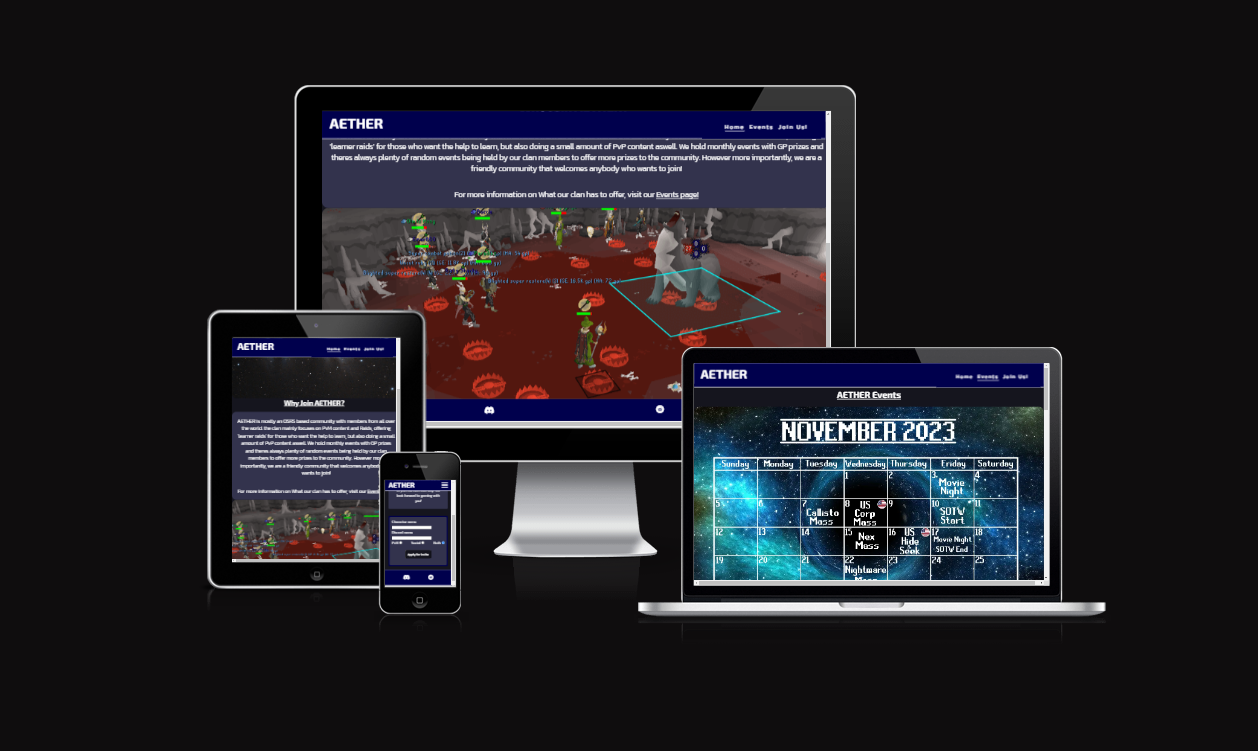 AETHER
Home Events Join Us!
'learner raids' for those who want the help to learn, but also doing a small amount of PvP content aswell. We hold monthly events with GP prizes and
theres always plenty of random events being held by our clan members to offer more prizes to the community. However more importantly, we are a
friendly community that welcomes anybody who wants to join!
For more information on What our clan has to offer, visit our Events page!
AETHER
Home Events Join Us!
Why Join AETHER?
AETHER is mostly an OSRS based community with members from all over
the world. the clan mainly focuses on PvM content and Raids, offering
'learner raids' for those who want the help to learn, but also doing a small
amount of PvP content aswell. We hold monthly events with GP prizes
and theres always plenty of random events being held by our clan
members to offer more prizes to the community. However more
importantly, we are a friendly community that welcomes
wants to join!
For more information on What our clan has to offer, visit our
AETHER
look forward to gaming with
you!
AETHER
Home Events Join Us!
AETHER Events
NOVEMBER 2023
Sunday Monday Tuesday Wednesday Thursday Friday Saturday
1 2 3 Movie Night 4
5 6 7 Callisto Mass 8 US Corp Mass 9 10 SOTW Start 11
12 13 14 15 Nex Mass 16 US Hide Seek 17 Movie Night SOTW End 18
19 20 21 22 Nightmare 23 24 25